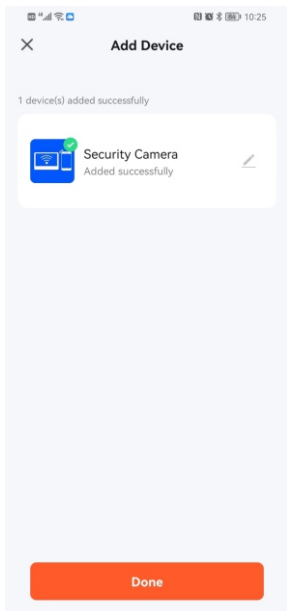 10:25
Add Device
1 device(s) added successfully
Security Camera
Added successfully
Done